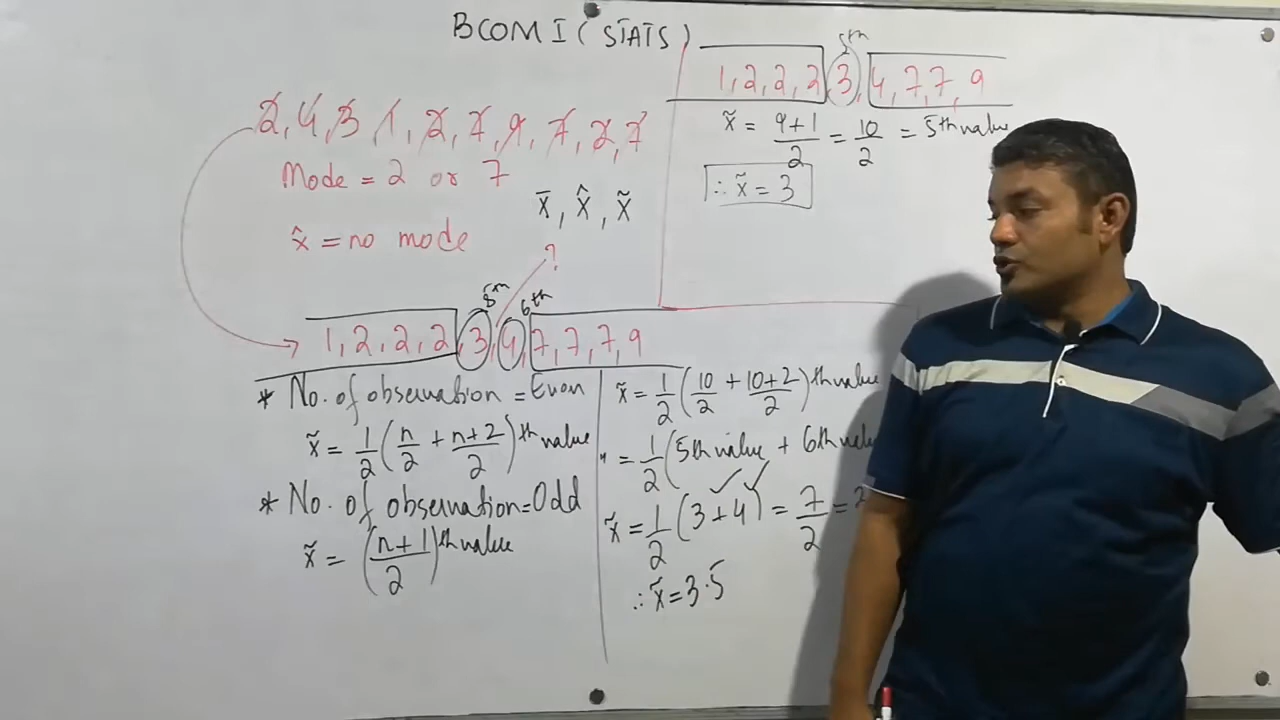 BCOM I (STATS)
2, 4, 3, 1, 2, 7, 9, 7, 2, 7
Mode = 2 or 7
x̄, x̂, x̃
x̂ = no mode
?
5th 6th
1, 2, 2, 2, 3, 4, 7, 7, 7, 9
* No. of observation = Even
x̃ = 1/2 (n/2 + n+2/2)th value
* No. of observation = Odd
x̃ = (n+1/2)th value
5th
1, 2, 2, 2, 3, 4, 7, 7, 9
x̃ = 9+1/2 = 10/2 = 5th value
∴ x̃ = 3
x̃ = 1/2 (10/2 + 10+2/2)th value
" = 1/2 (5th value + 6th
x̃ = 1/2 (3+4) = 7/2 =
∴ x̃ = 3.5